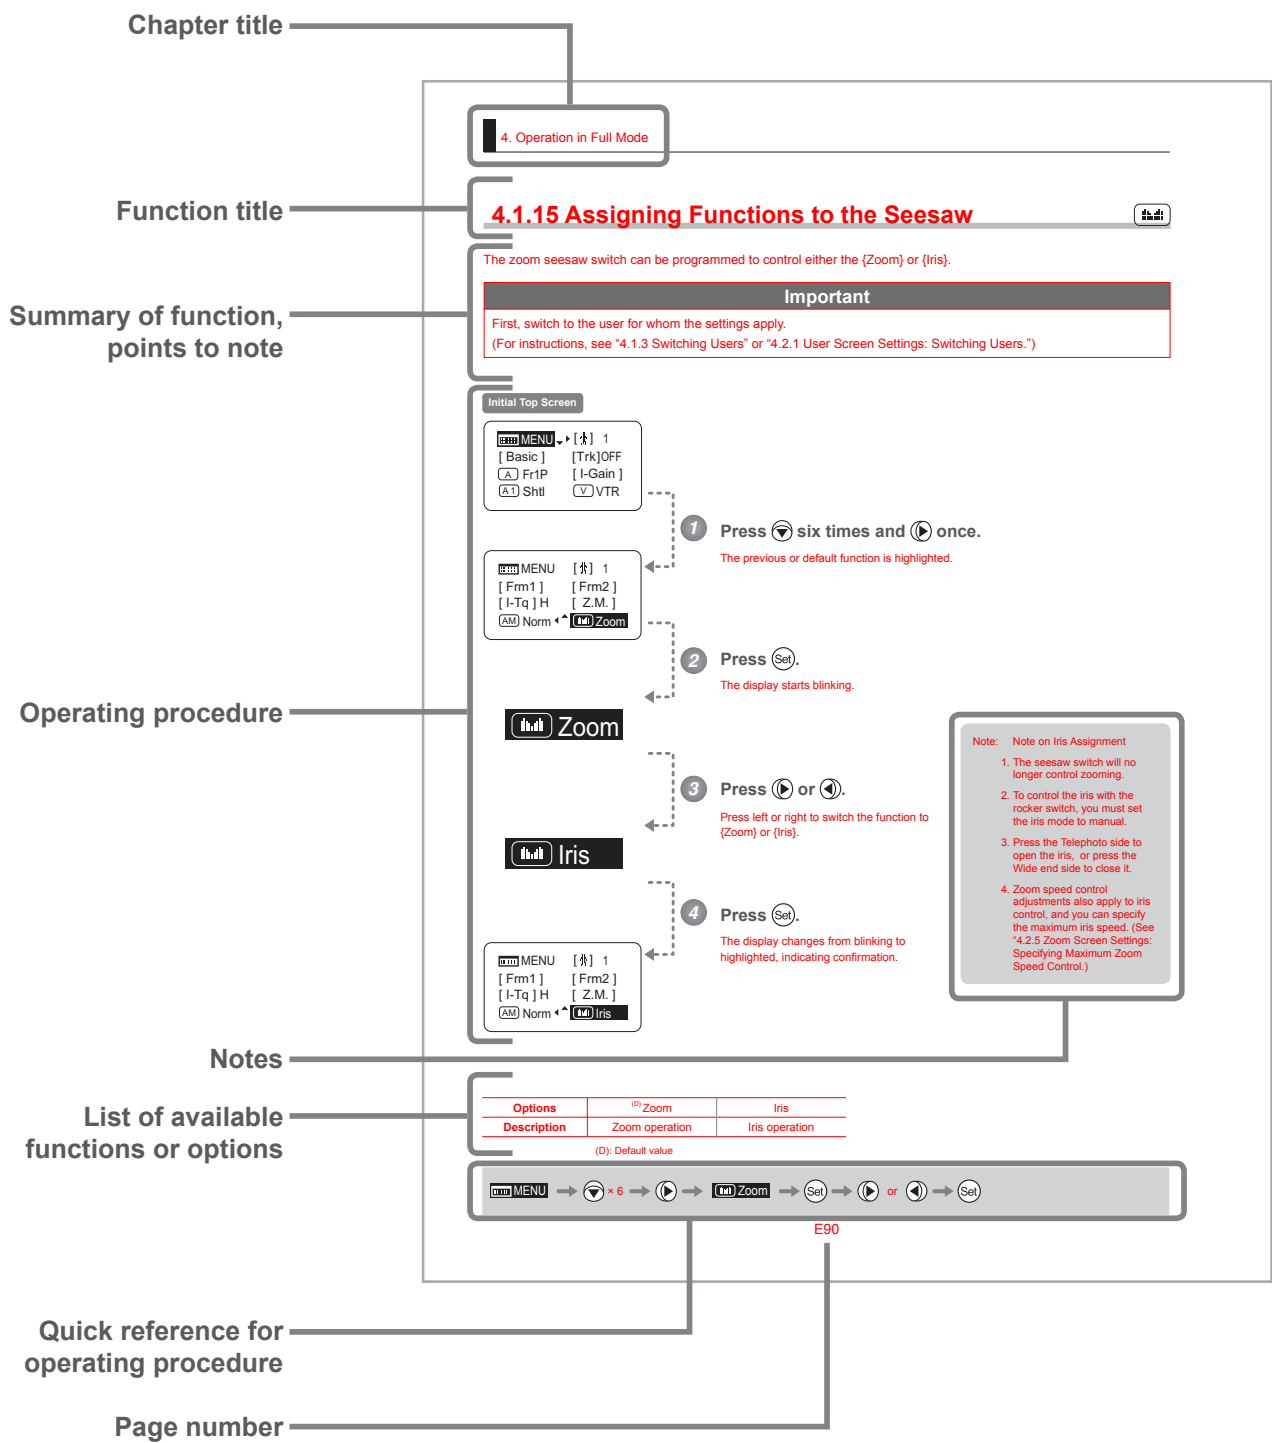 Chapter title
4. Operation in Full Mode
Function title
4.1.15 Assigning Functions to the Seesaw
The zoom seesaw switch can be programmed to control either the {Zoom} or {Iris}.
Summary of function,
points to note
Important
First, switch to the user for whom the settings apply.
(For instructions, see “4.1.3 Switching Users” or “4.2.1 User Screen Settings: Switching Users.”)
Operating procedure
Initial Top Screen
MENU [ ] 1
[ Basic ] [Trk]OFF
A Fr1P [ I-Gain ]
A1 Shtl V VTR
1 Press six times and once.
The previous or default function is highlighted.
MENU [ ] 1
[ Frm1 ] [ Frm2 ]
[ I-Tq ] H [ Z.M. ]
AM Norm Zoom
2 Press Set.
The display starts blinking.
Zoom
3 Press or .
Press left or right to switch the function to
{Zoom} or {Iris}.
Iris
4 Press Set.
The display changes from blinking to
highlighted, indicating confirmation.
MENU [ ] 1
[ Frm1 ] [ Frm2 ]
[ I-Tq ] H [ Z.M. ]
AM Norm Iris
Notes
Note: Note on Iris Assignment
1. The seesaw switch will no
longer control zooming.
2. To control the iris with the
rocker switch, you must set
the iris mode to manual.
3. Press the Telephoto side to
open the iris, or press the
Wide end side to close it.
4. Zoom speed control
adjustments also apply to iris
control, and you can specify
the maximum iris speed. (See
“4.2.5 Zoom Screen Settings:
Specifying Maximum Zoom
Speed Control.)
List of available
functions or options
Options (D) Zoom Iris
Description Zoom operation Iris operation
(D): Default value
MENU × 6 Zoom Set or Set
E90
Quick reference for
operating procedure
Page number